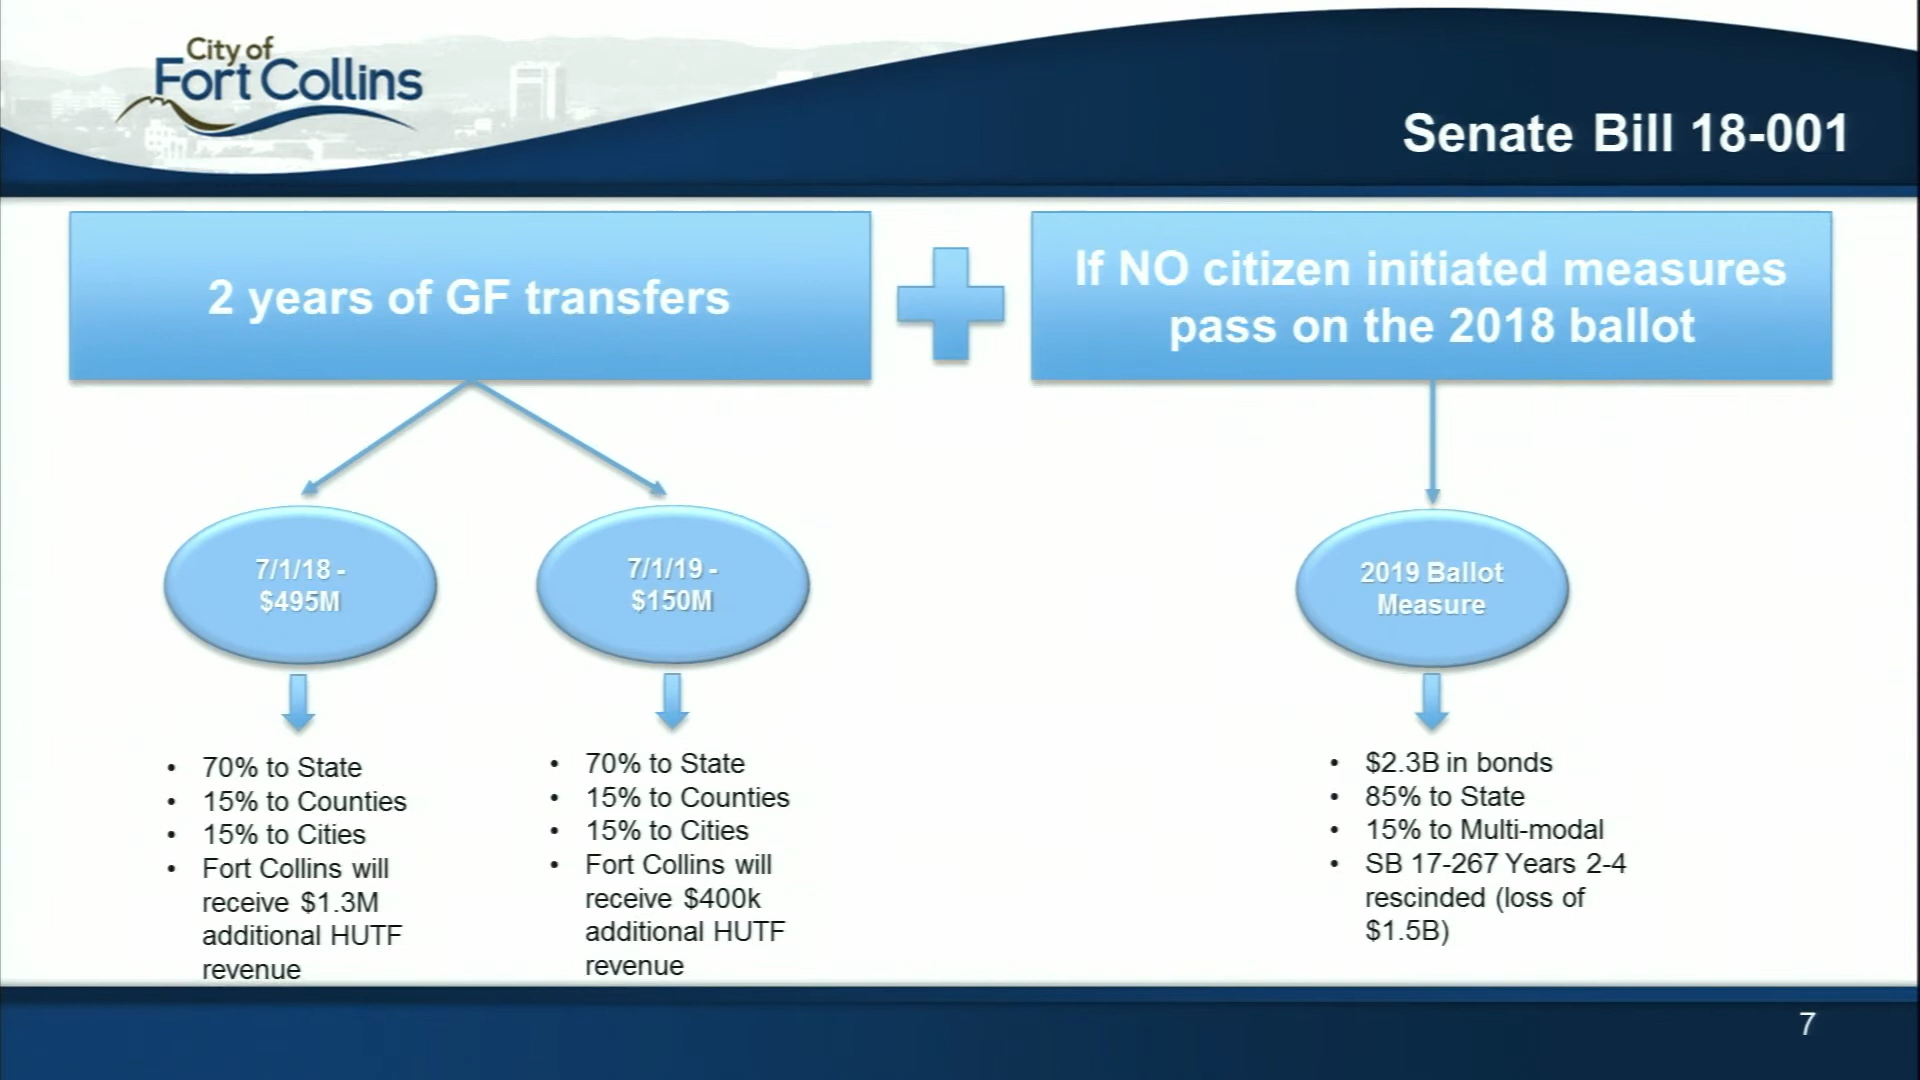 City of
Fort Collins
Senate Bill 18-001
2 years of GF transfers
If NO citizen initiated measures
pass on the 2018 ballot
7/1/18 -
$495M
7/1/19 -
$150M
2019 Ballot
Measure
• 70% to State
• 15% to Counties
• 15% to Cities
• Fort Collins will
receive $1.3M
additional HUTF
revenue
• 70% to State
• 15% to Counties
• 15% to Cities
• Fort Collins will
receive $400k
additional HUTF
revenue
• $2.3B in bonds
• 85% to State
• 15% to Multi-modal
• SB 17-267 Years 2-4
rescinded (loss of
$1.5B)
7